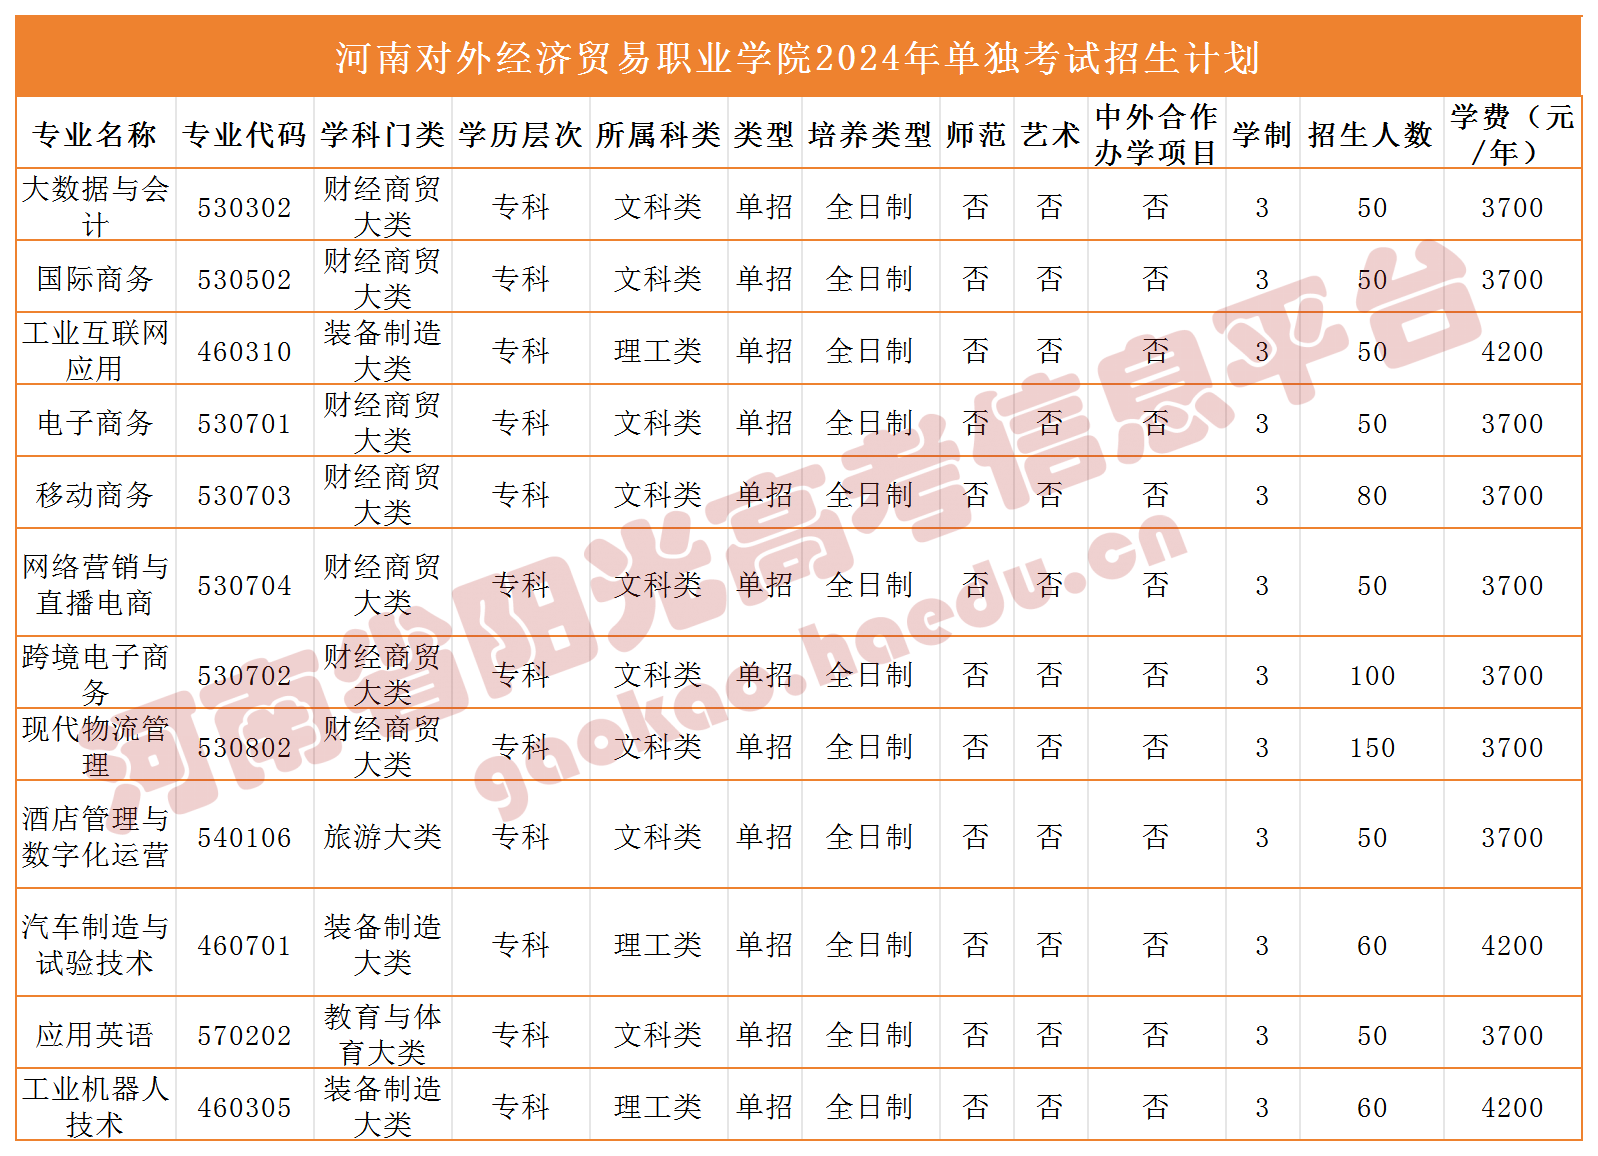 河南对外经济贸易职业学院2024年单独考试招生计划
专业名称 专业代码 学科门类 学历层次 所属科类 类型 培养类型 师范 艺术 中外合作办学项目 学制 招生人数 学费（元/年）
大数据与会计 530302 财经商贸大类 专科 文科类 单招 全日制 否 否 否 3 50 3700
国际商务 530502 财经商贸大类 专科 文科类 单招 全日制 否 否 否 3 50 3700
工业互联网应用 460310 装备制造大类 专科 理工类 单招 全日制 否 否 否 3 50 4200
电子商务 530701 财经商贸大类 专科 文科类 单招 全日制 否 否 否 3 50 3700
移动商务 530703 财经商贸大类 专科 文科类 单招 全日制 否 否 否 3 80 3700
网络营销与直播电商 530704 财经商贸大类 专科 文科类 单招 全日制 否 否 否 3 50 3700
跨境电子商务 530702 财经商贸大类 专科 文科类 单招 全日制 否 否 否 3 100 3700
现代物流管理 530802 财经商贸大类 专科 文科类 单招 全日制 否 否 否 3 150 3700
酒店管理与数字化运营 540106 旅游大类 专科 文科类 单招 全日制 否 否 否 3 50 3700
汽车制造与试验技术 460701 装备制造大类 专科 理工类 单招 全日制 否 否 否 3 60 4200
应用英语 570202 教育与体育大类 专科 文科类 单招 全日制 否 否 否 3 50 3700
工业机器人技术 460305 装备制造大类 专科 理工类 单招 全日制 否 否 否 3 60 4200
河南省阳光高考信息平台
gaokao.haedu.cn